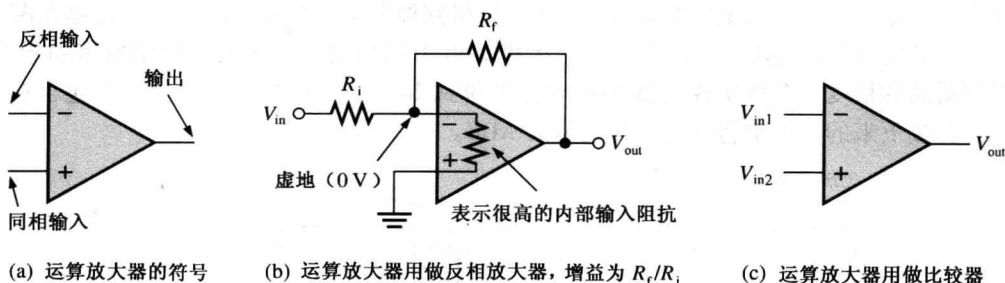 反相输入
输出
−
+
同相输入
(a) 运算放大器的符号
R_f
R_i
V_in
−
+
V_out
虚地（0 V）
表示很高的内部输入阻抗
(b) 运算放大器用做反相放大器，增益为 R_f/R_i
V_in1
−
V_in2
+
V_out
(c) 运算放大器用做比较器